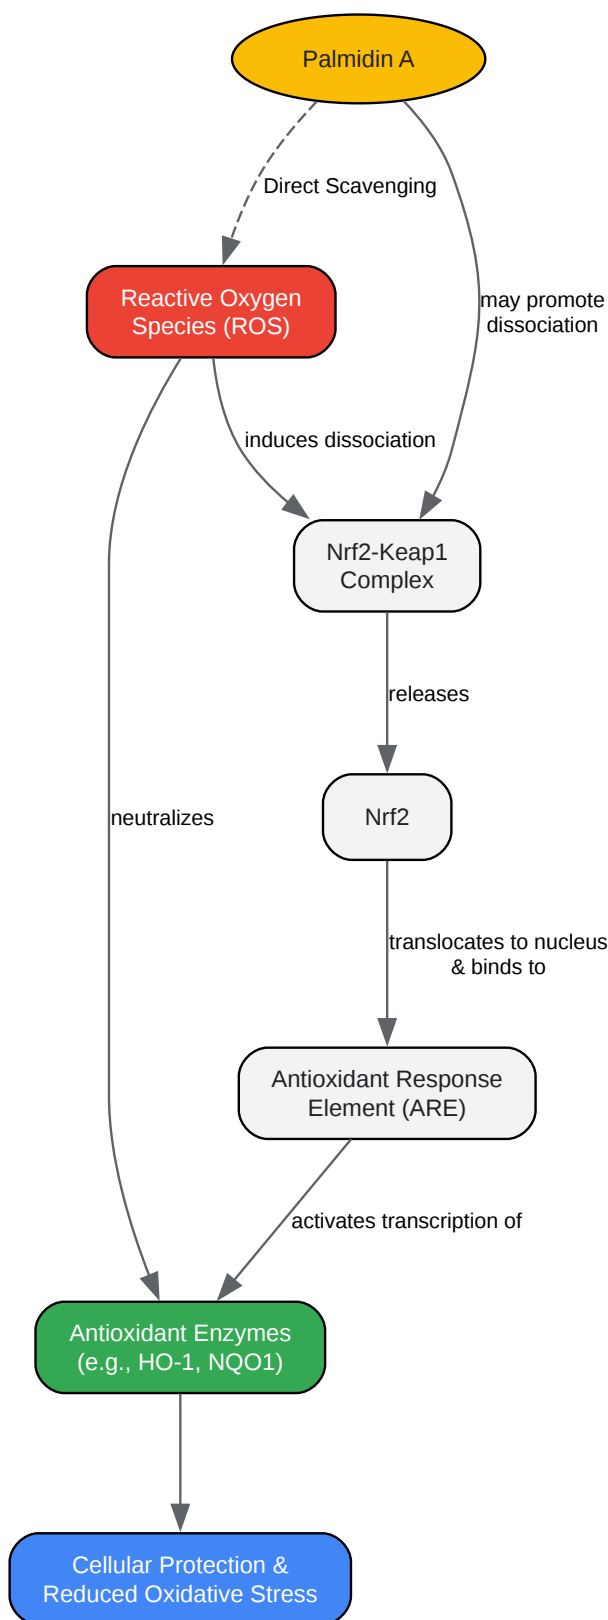 Palmidin A
Direct Scavenging
Reactive Oxygen
Species (ROS)
may promote
dissociation
induces dissociation
Nrf2-Keap1
Complex
releases
Nrf2
neutralizes
translocates to nucleus
& binds to
Antioxidant Response
Element (ARE)
activates transcription of
Antioxidant Enzymes
(e.g., HO-1, NQO1)
Cellular Protection &
Reduced Oxidative Stress